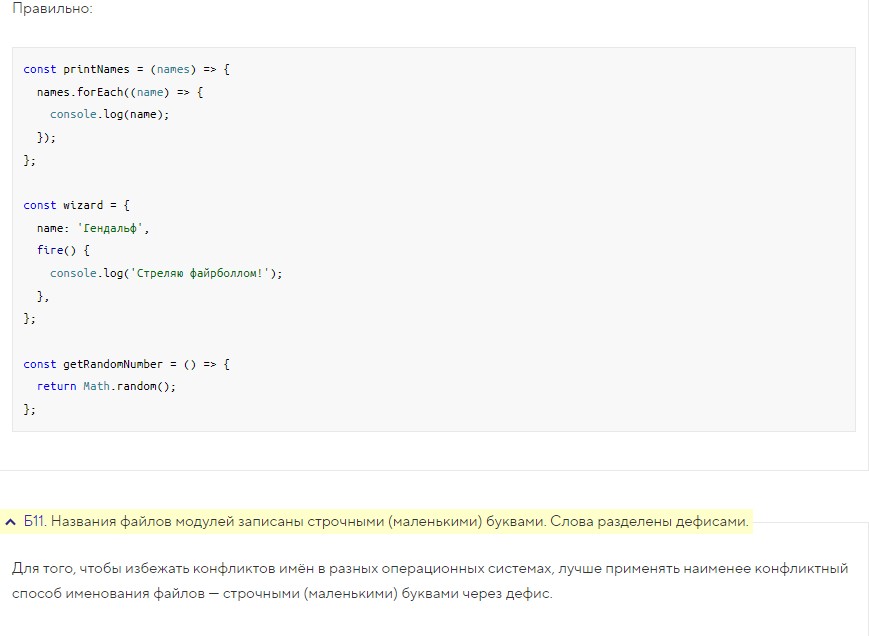 Правильно:
const printNames = (names) => {
  names.forEach((name) => {
    console.log(name);
  });
};
const wizard = {
  name: 'Гендальф',
  fire() {
    console.log('Стреляю файрболлом!');
  },
};
const getRandomNumber = () => {
  return Math.random();
};
Б11. Названия файлов модулей записаны строчными (маленькими) буквами. Слова разделены дефисами.
Для того, чтобы избежать конфликтов имён в разных операционных системах, лучше применять наименее конфликтный
способ именования файлов — строчными (маленькими) буквами через дефис.